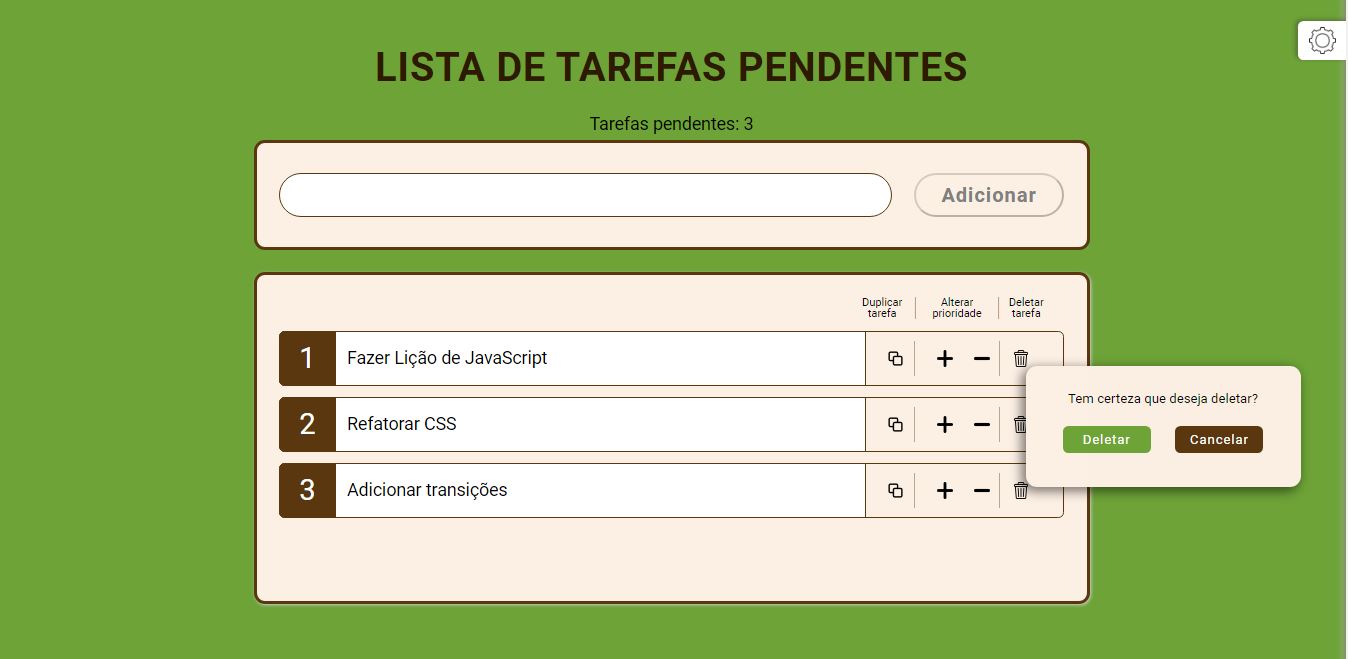 LISTA DE TAREFAS PENDENTES
Tarefas pendentes: 3
Adicionar
Duplicar tarefa
Alterar prioridade
Deletar tarefa
1 Fazer Lição de JavaScript
2 Refatorar CSS
3 Adicionar transições
Tem certeza que deseja deletar?
Deletar Cancelar